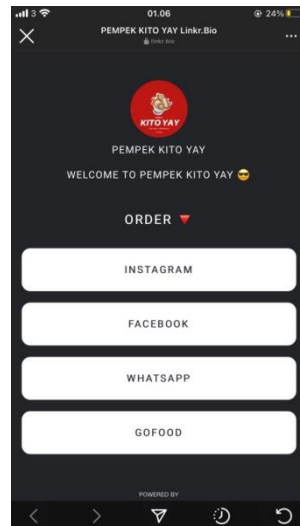 3
01.06
24%
PEMPEK KITO YAY Linkr.Bio
linkr.bio
KITO YAY
PEMPEK KITO YAY
WELCOME TO PEMPEK KITO YAY 😎
ORDER 🔻
INSTAGRAM
FACEBOOK
WHATSAPP
GOFOOD
POWERED BY